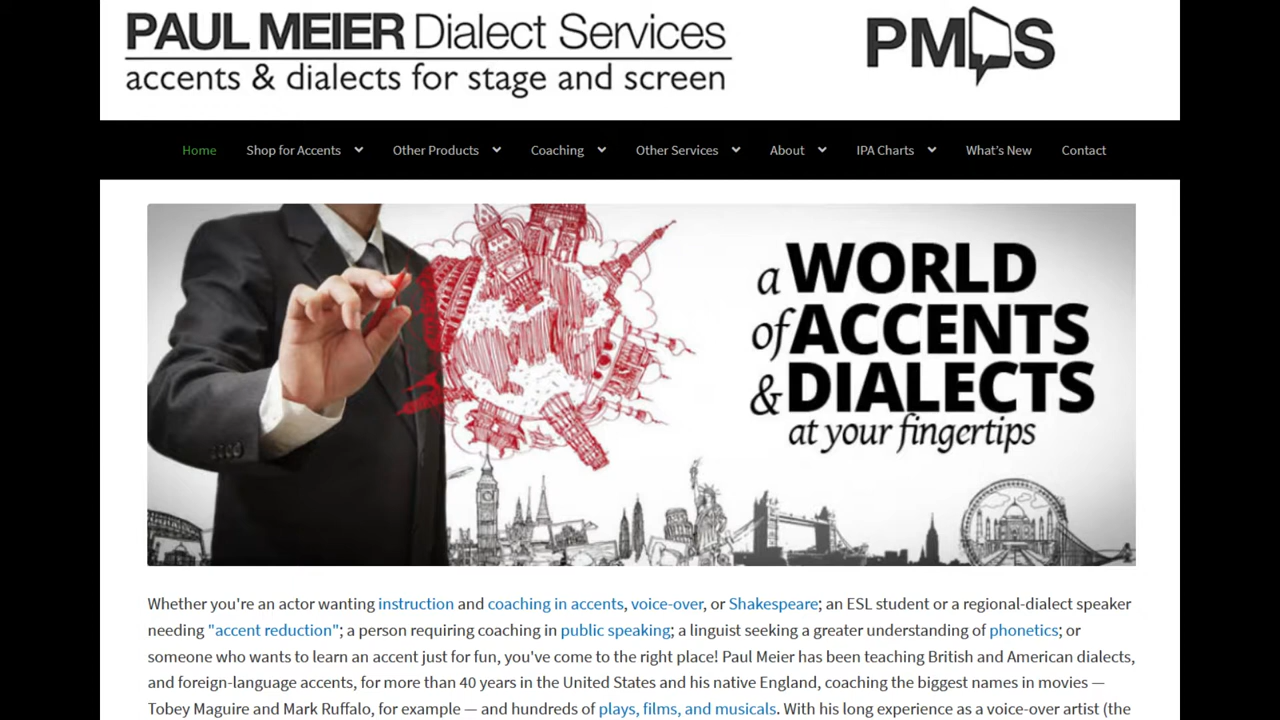 PAUL MEIER Dialect Services
accents & dialects for stage and screen
PMDS
Home Shop for Accents Other Products Coaching Other Services About IPA Charts What's New Contact
a WORLD
of ACCENTS
& DIALECTS
at your fingertips
Whether you're an actor wanting instruction and coaching in accents, voice-over, or Shakespeare; an ESL student or a regional-dialect speaker
needing "accent reduction"; a person requiring coaching in public speaking; a linguist seeking a greater understanding of phonetics; or
someone who wants to learn an accent just for fun, you've come to the right place! Paul Meier has been teaching British and American dialects,
and foreign-language accents, for more than 40 years in the United States and his native England, coaching the biggest names in movies —
Tobey Maguire and Mark Ruffalo, for example — and hundreds of plays, films, and musicals. With his long experience as a voice-over artist (the